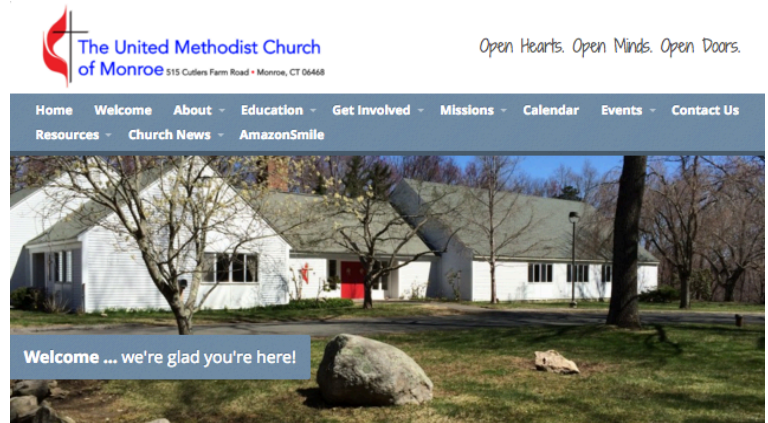 The United Methodist Church
of Monroe 515 Cutlers Farm Road • Monroe, CT 06468
Open Hearts. Open Minds. Open Doors.
Home Welcome About Education Get Involved Missions Calendar Events Contact Us
Resources Church News AmazonSmile
Welcome ... we're glad you're here!